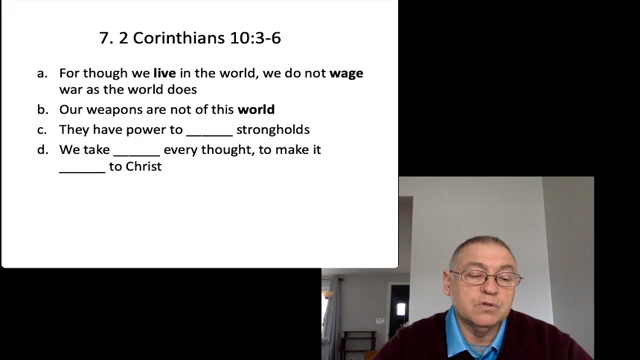 7. 2 Corinthians 10:3-6
a. For though we live in the world, we do not wage
war as the world does
b. Our weapons are not of this world
c. They have power to ______ strongholds
d. We take ______ every thought, to make it
______ to Christ